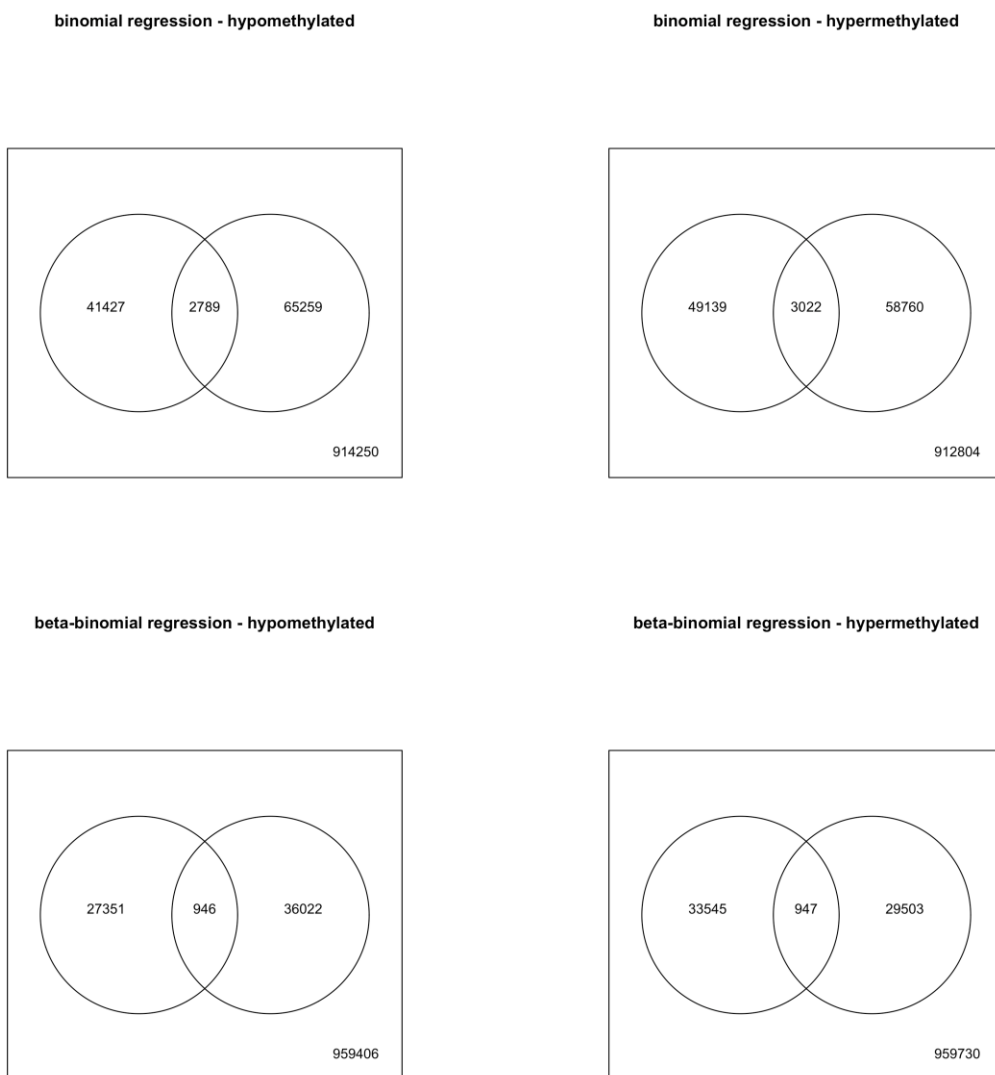 binomial regression - hypomethylated
binomial regression - hypermethylated
41427 2789 65259
914250
49139 3022 58760
912804
beta-binomial regression - hypomethylated
beta-binomial regression - hypermethylated
27351 946 36022
959406
33545 947 29503
959730